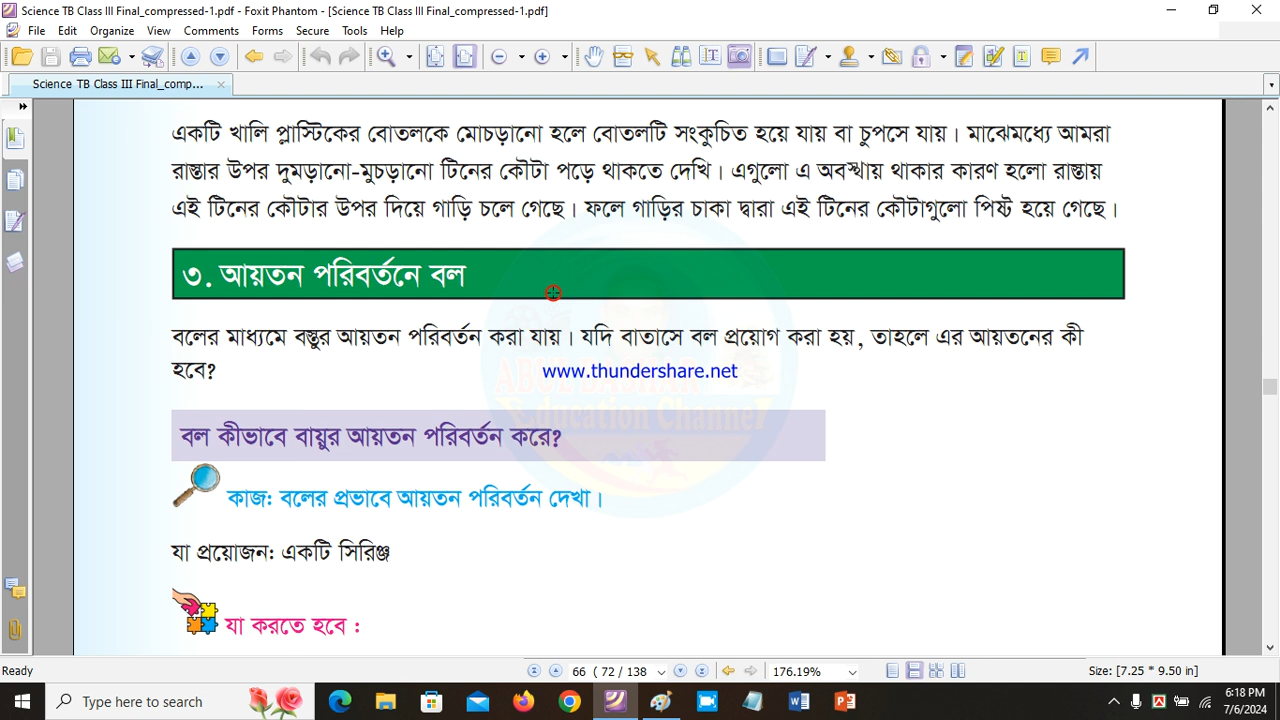 Science TB Class III Final_compressed-1.pdf - Foxit Phantom - [Science TB Class III Final_compressed-1.pdf]
File Edit Organize View Comments Forms Secure Tools Help
Science TB Class III Final_comp...
একটি খালি প্লাস্টিকের বোতলকে মোচড়ানো হলে বোতলটি সংকুচিত হয়ে যায় বা চুপসে যায়। মাঝেমধ্যে আমরা
রাস্তার উপর দুমড়ানো-মুচড়ানো টিনের কৌটা পড়ে থাকতে দেখি। এগুলো এ অবস্থায় থাকার কারণ হলো রাস্তায়
এই টিনের কৌটার উপর দিয়ে গাড়ি চলে গেছে। ফলে গাড়ির চাকা দ্বারা এই টিনের কৌটাগুলো পিষ্ট হয়ে গেছে।
৩. আয়তন পরিবর্তনে বল
বলের মাধ্যমে বস্তুর আয়তন পরিবর্তন করা যায়। যদি বাতাসে বল প্রয়োগ করা হয়, তাহলে এর আয়তনের কী
হবে?
www.thundershare.net
Education Channel
বল কীভাবে বায়ুর আয়তন পরিবর্তন করে?
কাজ: বলের প্রভাবে আয়তন পরিবর্তন দেখা।
যা প্রয়োজন: একটি সিরিঞ্জ
যা করতে হবে :
Ready 66 (72 / 138) 176.19% Size: [7.25 * 9.50 in]
Type here to search
6:18 PM
7/6/2024